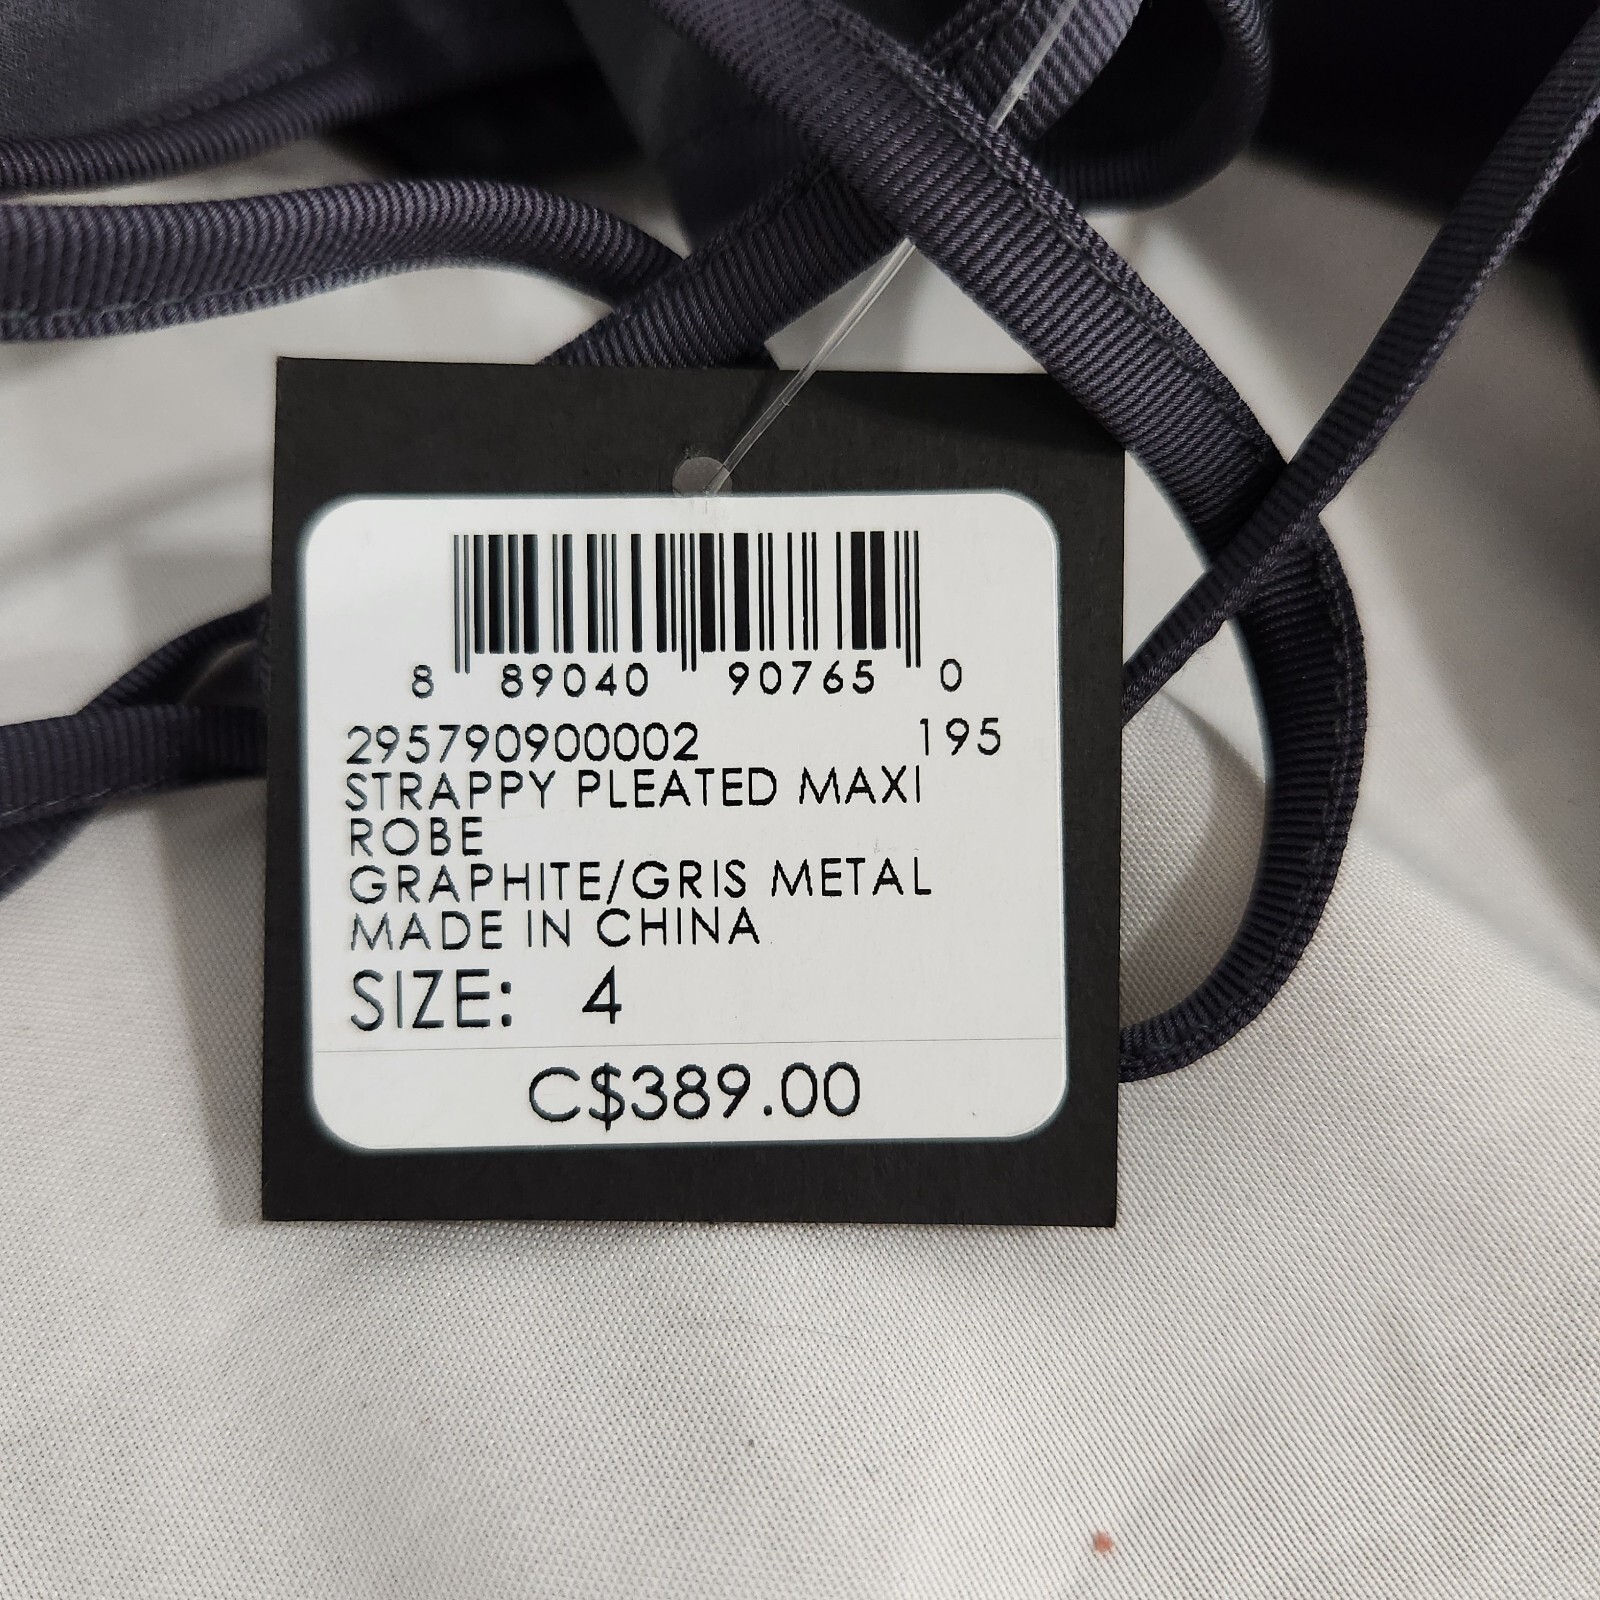 8 89040 90765 0
295790900002 195
STRAPPY PLEATED MAXI
ROBE
GRAPHITE/GRIS METAL
MADE IN CHINA
SIZE: 4
C$389.00